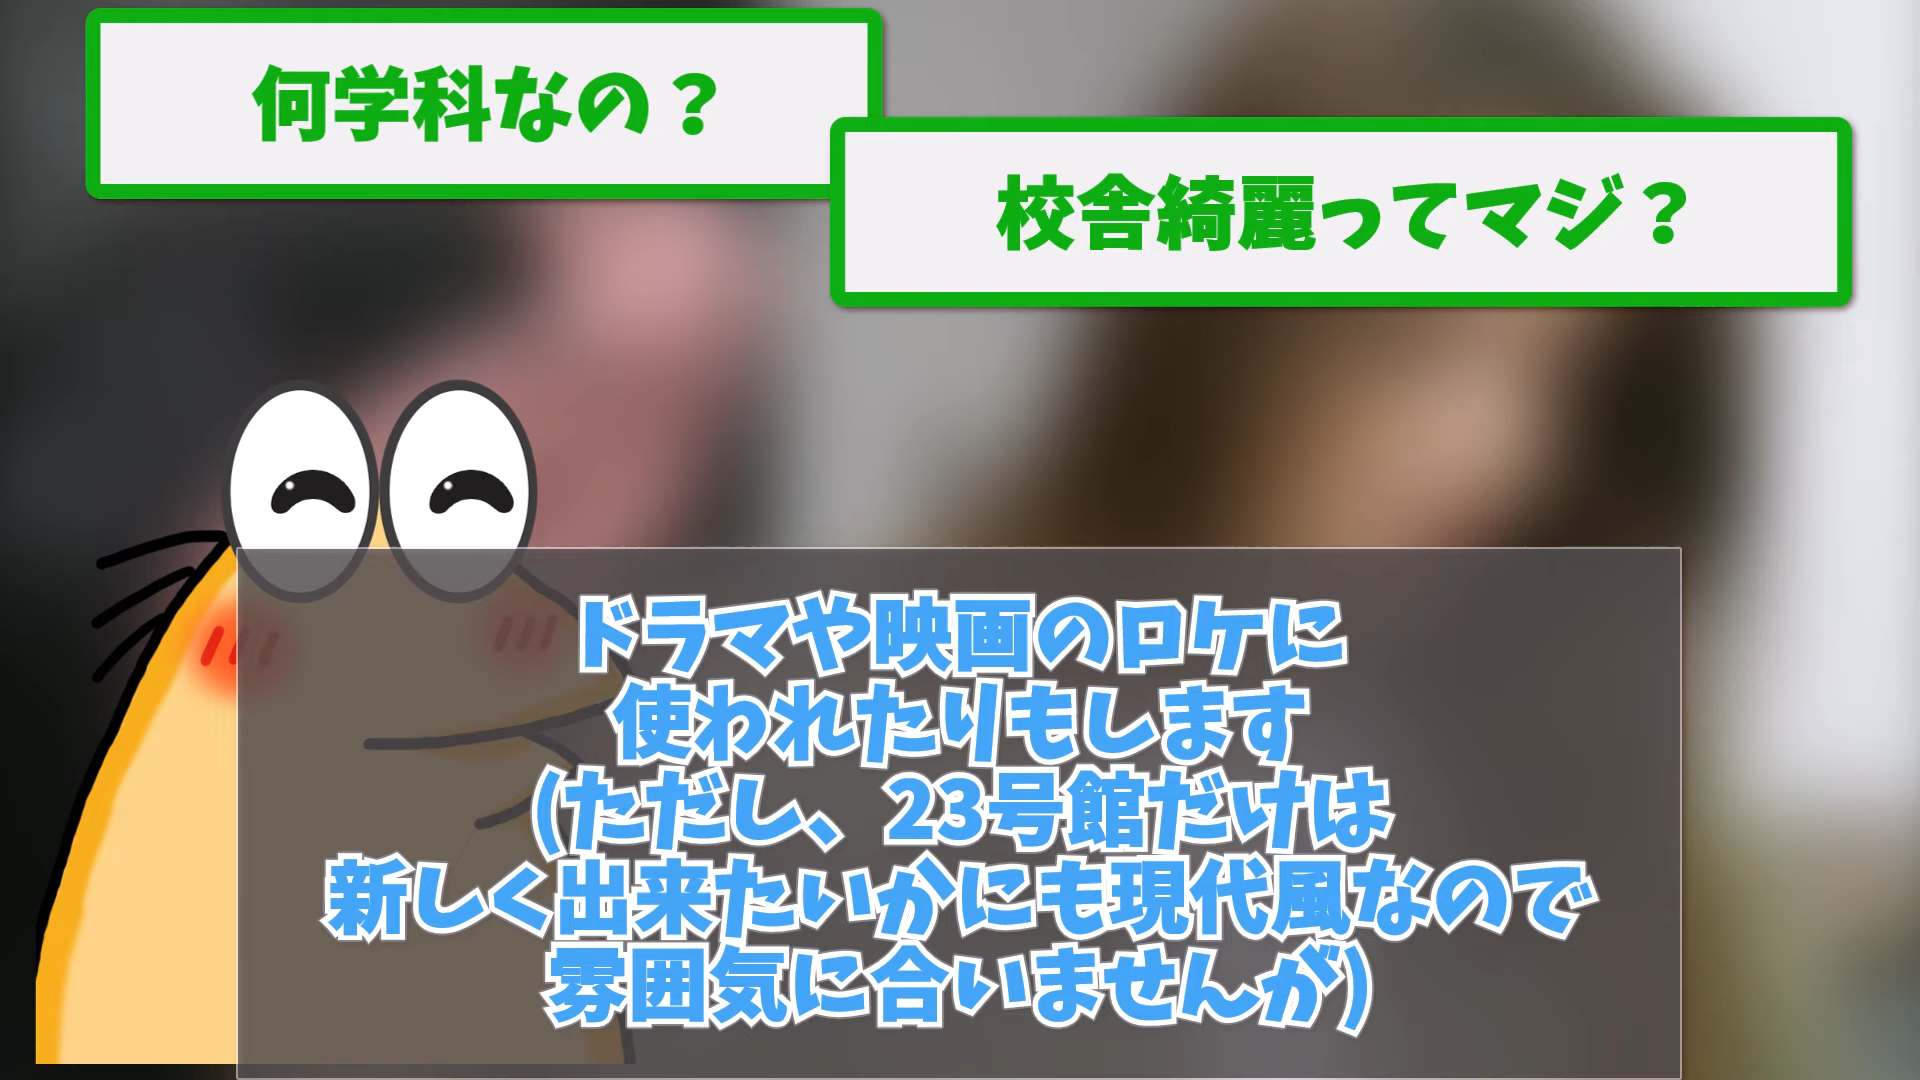 何学科なの？
校舎綺麗ってマジ？
ドラマや映画のロケに
使われたりもします
(ただし、23号館だけは
新しく出来たいかにも現代風なので
雰囲気に合いませんが)